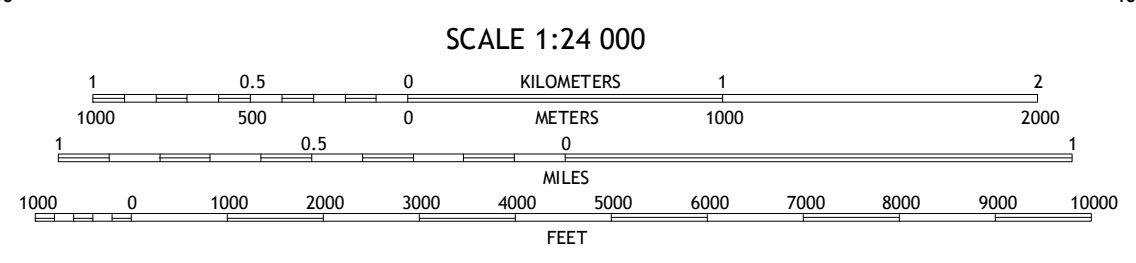 SCALE 1:24 000
1 0.5 0 KILOMETERS 1 2
1000 500 0 METERS 1000 2000
1 0.5 0 1
MILES
1000 0 1000 2000 3000 4000 5000 6000 7000 8000 9000 10000
FEET